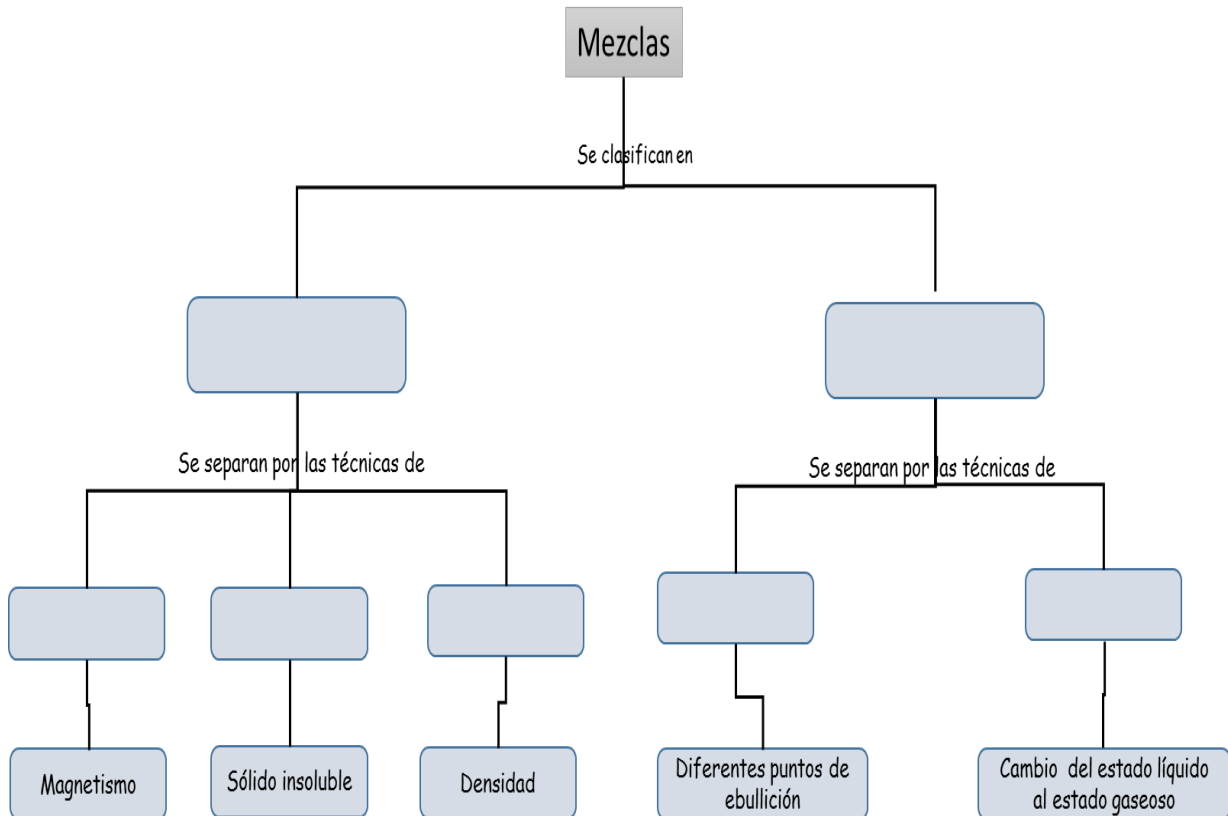 Mezclas
Se clasifican en
Se separan por las técnicas de
Se separan por las técnicas de
Magnetismo
Sólido insoluble
Densidad
Diferentes puntos de
ebullición
Cambio del estado líquido
al estado gaseoso